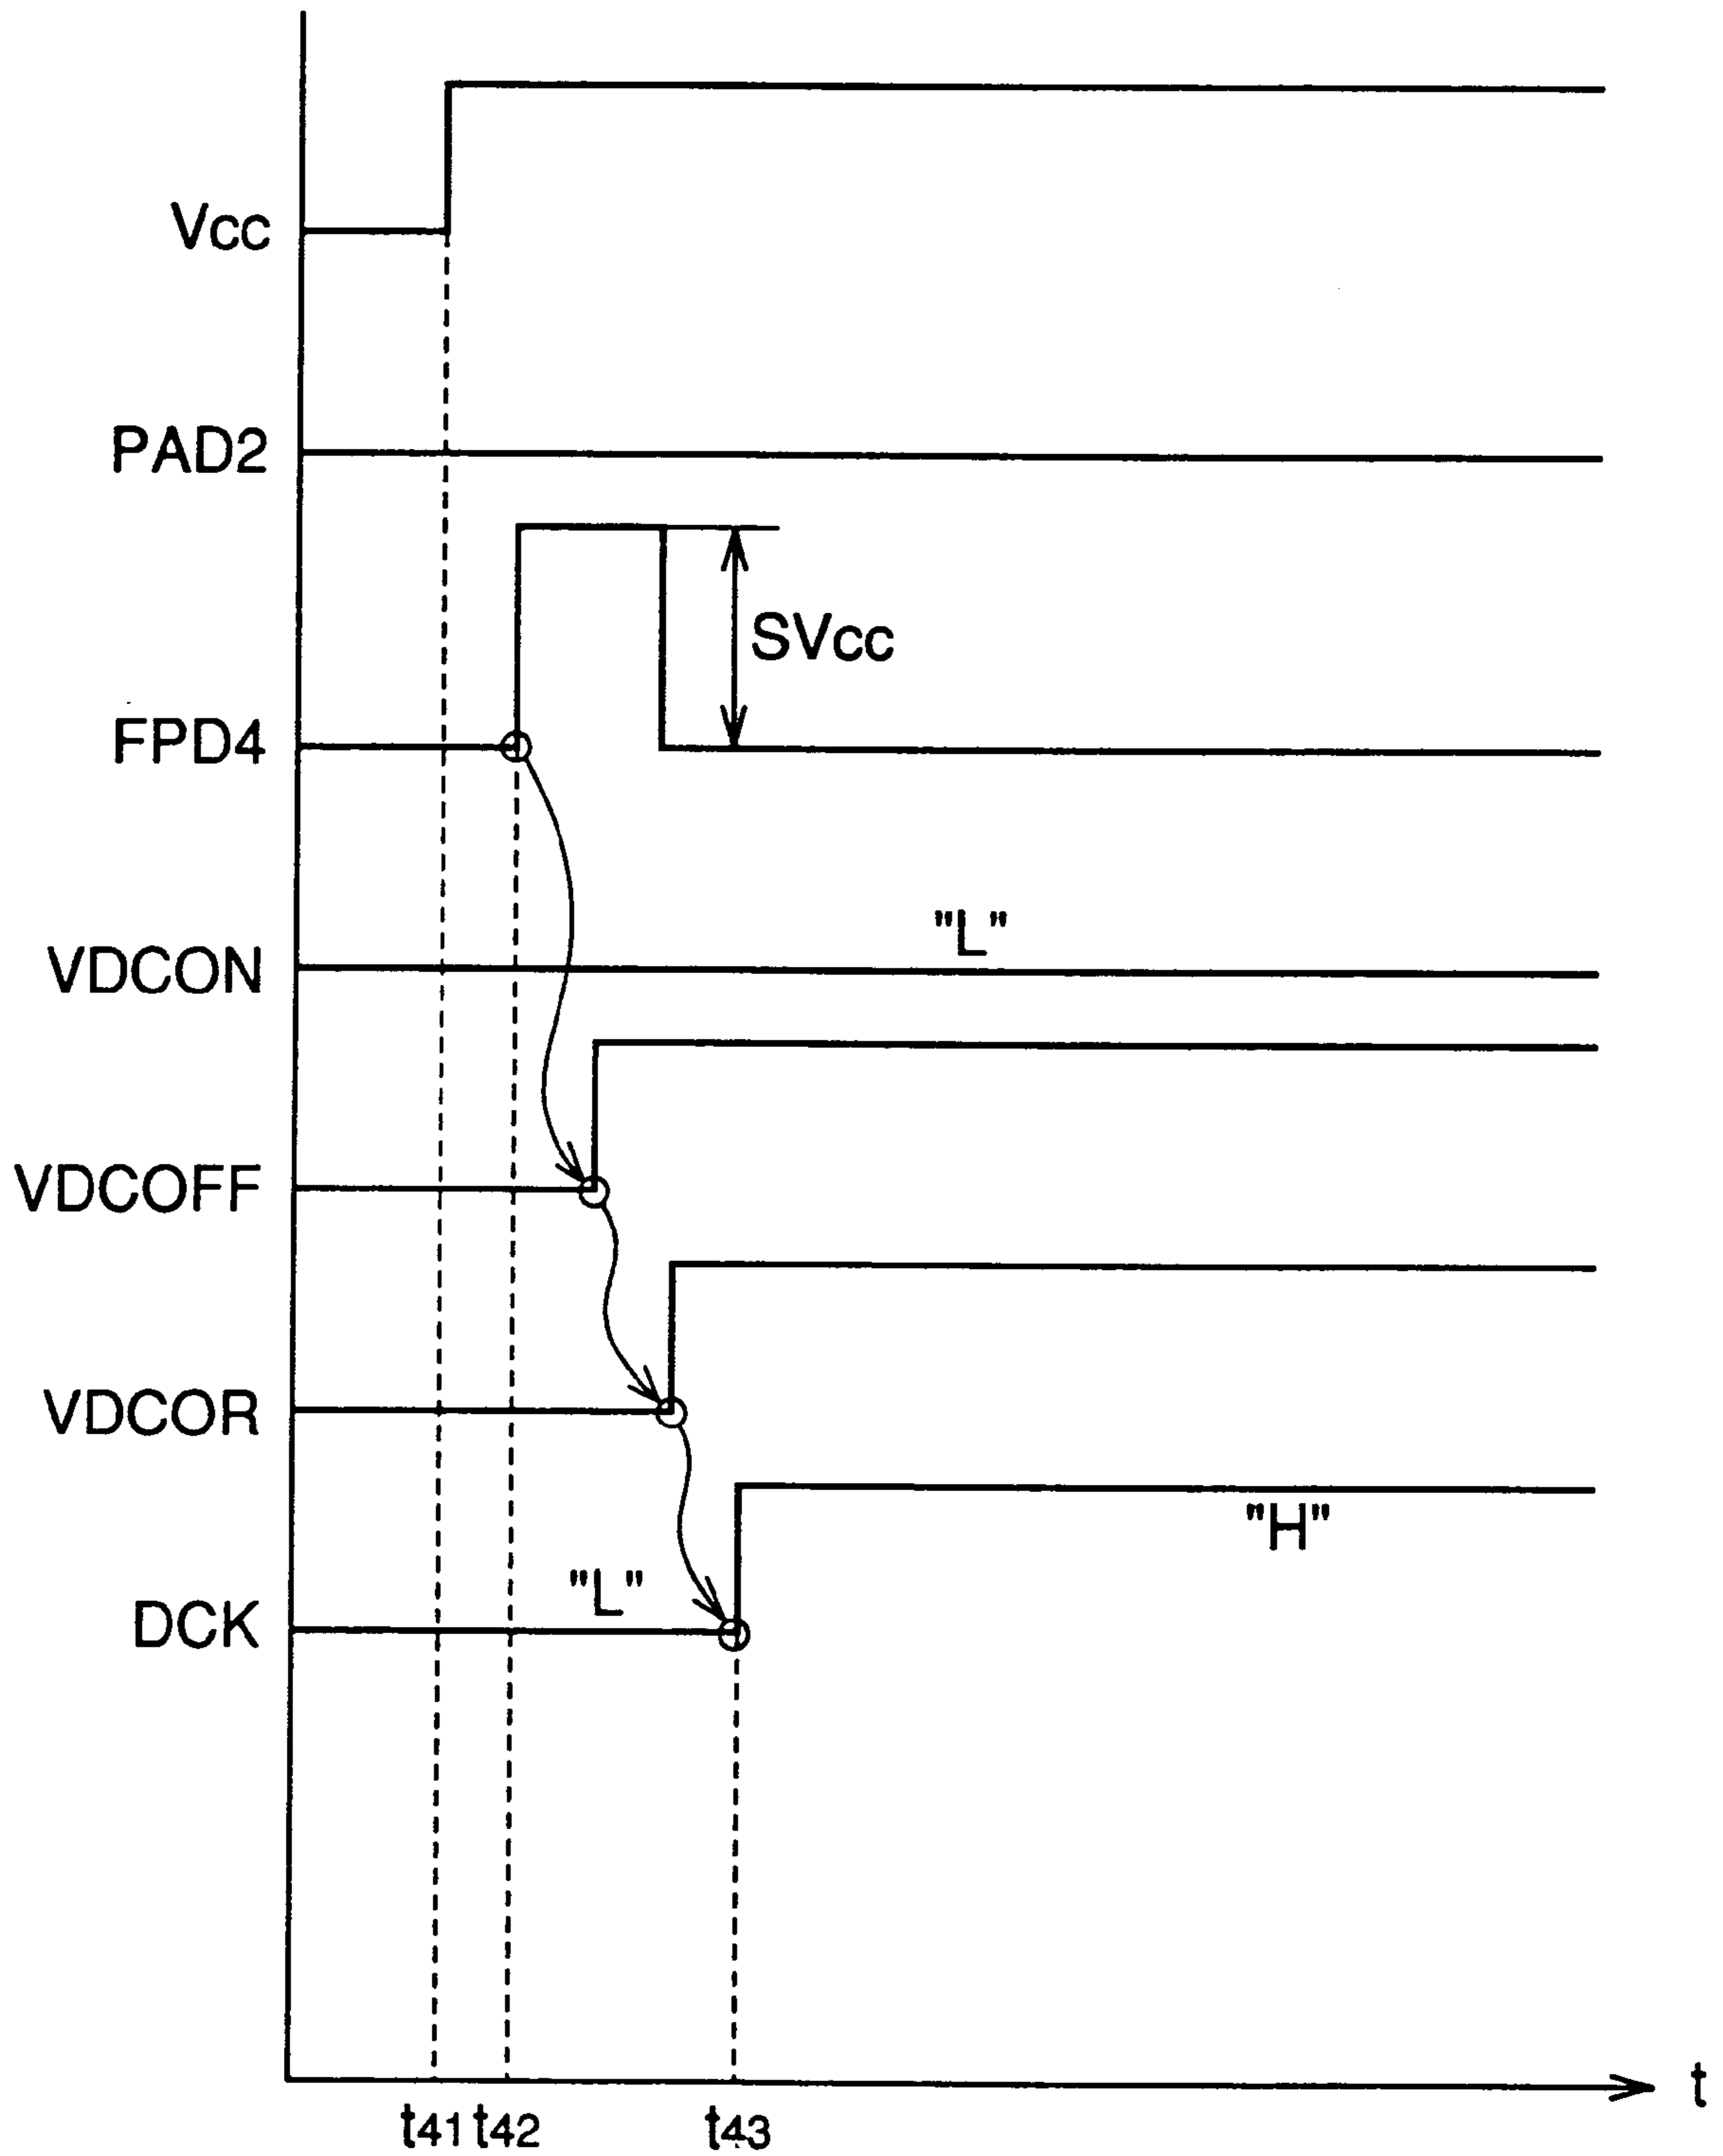 Vcc
PAD2
SVcc
FPD4
"L"
VDCON
VDCOFF
VDCOR
"H"
"L"
DCK
t
t41 t42 t43